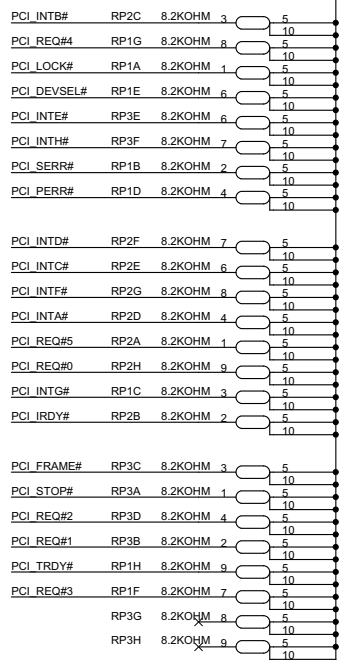 PCI_INTB# RP2C 8.2KOHM 3 5
10
PCI_REQ#4 RP1G 8.2KOHM 8 5
10
PCI_LOCK# RP1A 8.2KOHM 1 5
10
PCI_DEVSEL# RP1E 8.2KOHM 6 5
10
PCI_INTE# RP3E 8.2KOHM 6 5
10
PCI_INTH# RP3F 8.2KOHM 7 5
10
PCI_SERR# RP1B 8.2KOHM 2 5
10
PCI_PERR# RP1D 8.2KOHM 4 5
10
PCI_INTD# RP2F 8.2KOHM 7 5
10
PCI_INTC# RP2E 8.2KOHM 6 5
10
PCI_INTF# RP2G 8.2KOHM 8 5
10
PCI_INTA# RP2D 8.2KOHM 4 5
10
PCI_REQ#5 RP2A 8.2KOHM 1 5
10
PCI_REQ#0 RP2H 8.2KOHM 9 5
10
PCI_INTG# RP1C 8.2KOHM 3 5
10
PCI_IRDY# RP2B 8.2KOHM 2 5
10
PCI_FRAME# RP3C 8.2KOHM 3 5
10
PCI_STOP# RP3A 8.2KOHM 1 5
10
PCI_REQ#2 RP3D 8.2KOHM 4 5
10
PCI_REQ#1 RP3B 8.2KOHM 2 5
10
PCI_TRDY# RP1H 8.2KOHM 9 5
10
PCI_REQ#3 RP1F 8.2KOHM 7 5
10
RP3G 8.2KOHM 8 5
10
RP3H 8.2KOHM 9 5
10